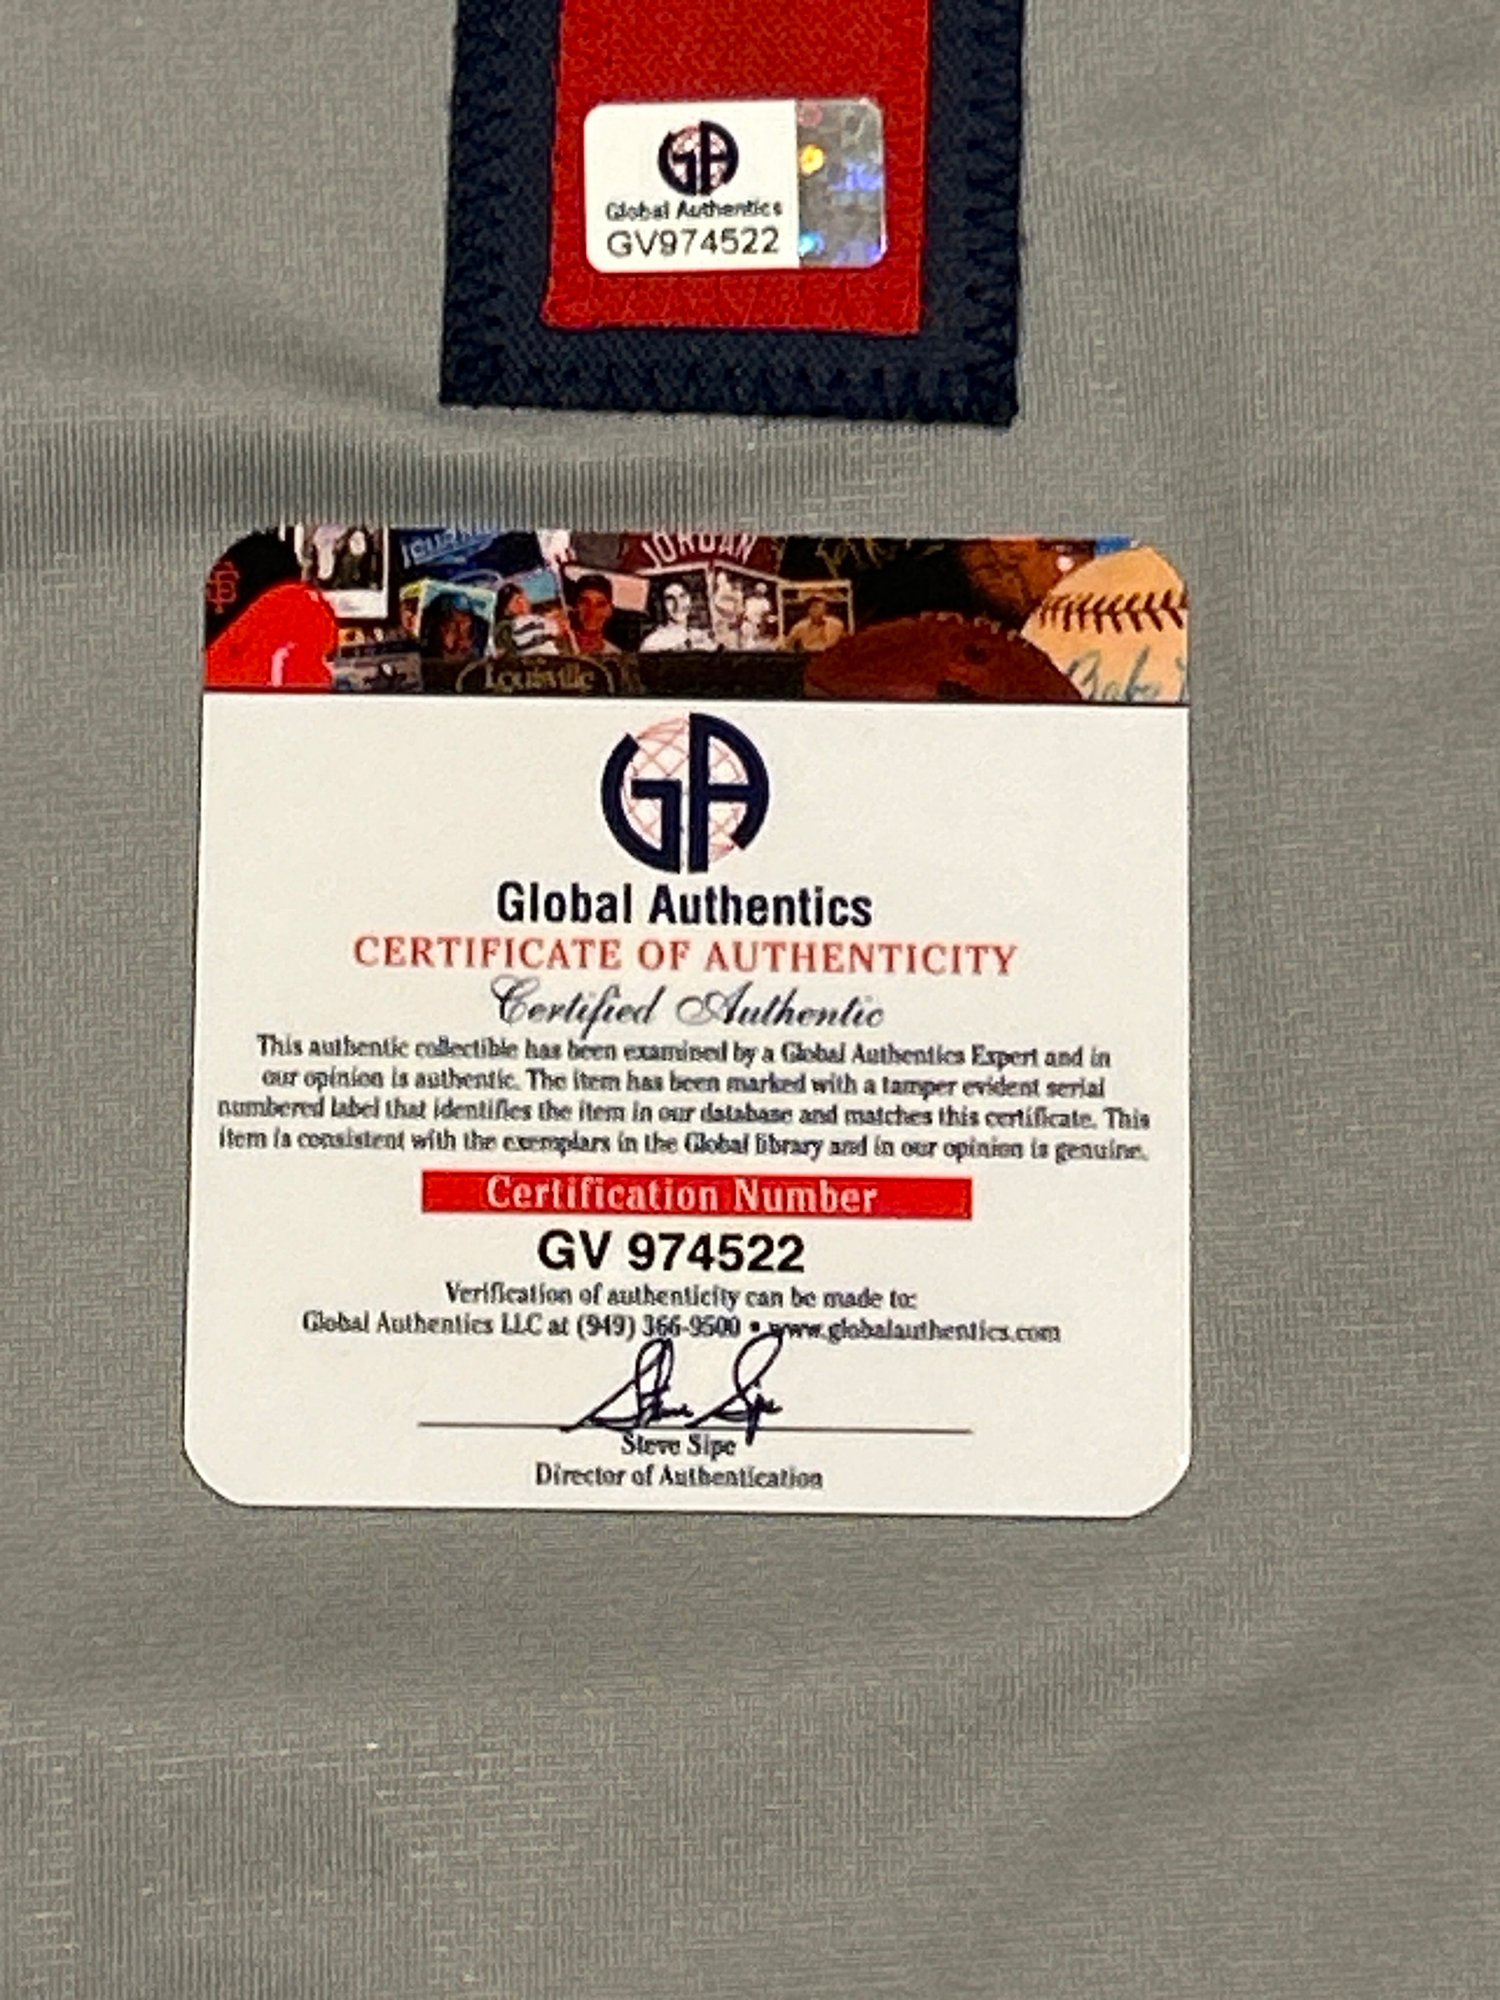 GA
Global Authentics
GV974522
JORDAN
Louisville
Babe
GA
Global Authentics
CERTIFICATE OF AUTHENTICITY
Certified Authentic
This authentic collectible has been examined by a Global Authentics Expert and in
our opinion is authentic. The item has been marked with a tamper evident serial
numbered label that identifies the item in our database and matches this certificate. This
item is consistent with the exemplars in the Global library and in our opinion is genuine.
Certification Number
GV 974522
Verification of authenticity can be made to:
Global Authentics LLC at (949) 366-9500 • www.globalauthentics.com
Steve Sipe
Steve Sipe
Director of Authentication